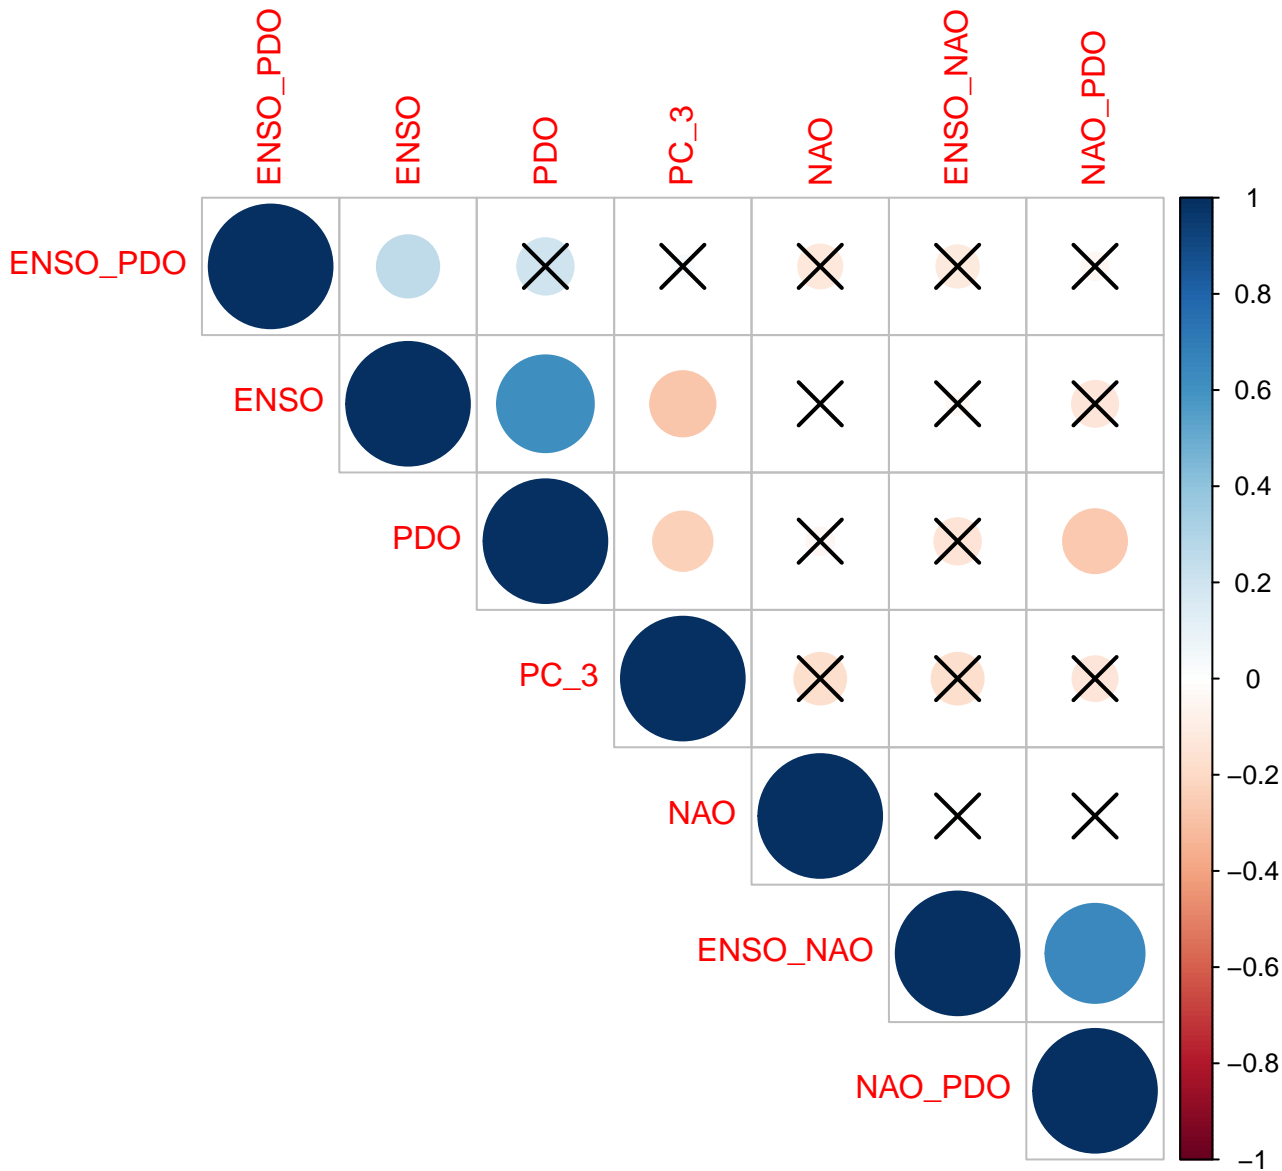 ENSO_PDO
ENSO
PDO
PC_3
NAO
ENSO_NAO
NAO_PDO
ENSO_PDO
ENSO
PDO
PC_3
NAO
ENSO_NAO
NAO_PDO
1
0.8
0.6
0.4
0.2
0
−0.2
−0.4
−0.6
−0.8
−1